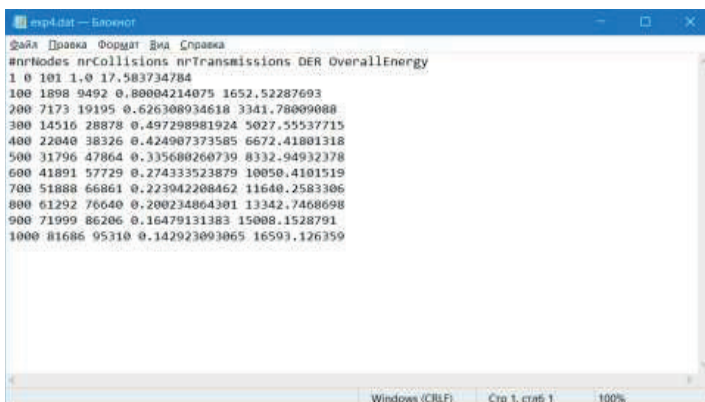 exp4.dat — Блокнот
Файл Правка Формат Вид Справка
#nrNodes nrCollisions nrTransmissions DER OverallEnergy
1 0 101 1.0 17.583734784
100 1898 9492 0.80004214075 1652.52287693
200 7173 19195 0.626308934618 3341.78009088
300 14516 28878 0.497298981924 5027.55537715
400 22040 38326 0.424907373585 6672.41801318
500 31796 47864 0.335680260739 8332.94932378
600 41891 57729 0.274333523879 10050.4101519
700 51888 66861 0.223942208462 11640.2583306
800 61292 76640 0.200234864301 13342.7468698
900 71999 86206 0.16479131383 15008.1528791
1000 81686 95310 0.142923093065 16593.126359
Windows (CRLF) Стр 1, стлб 1 100%